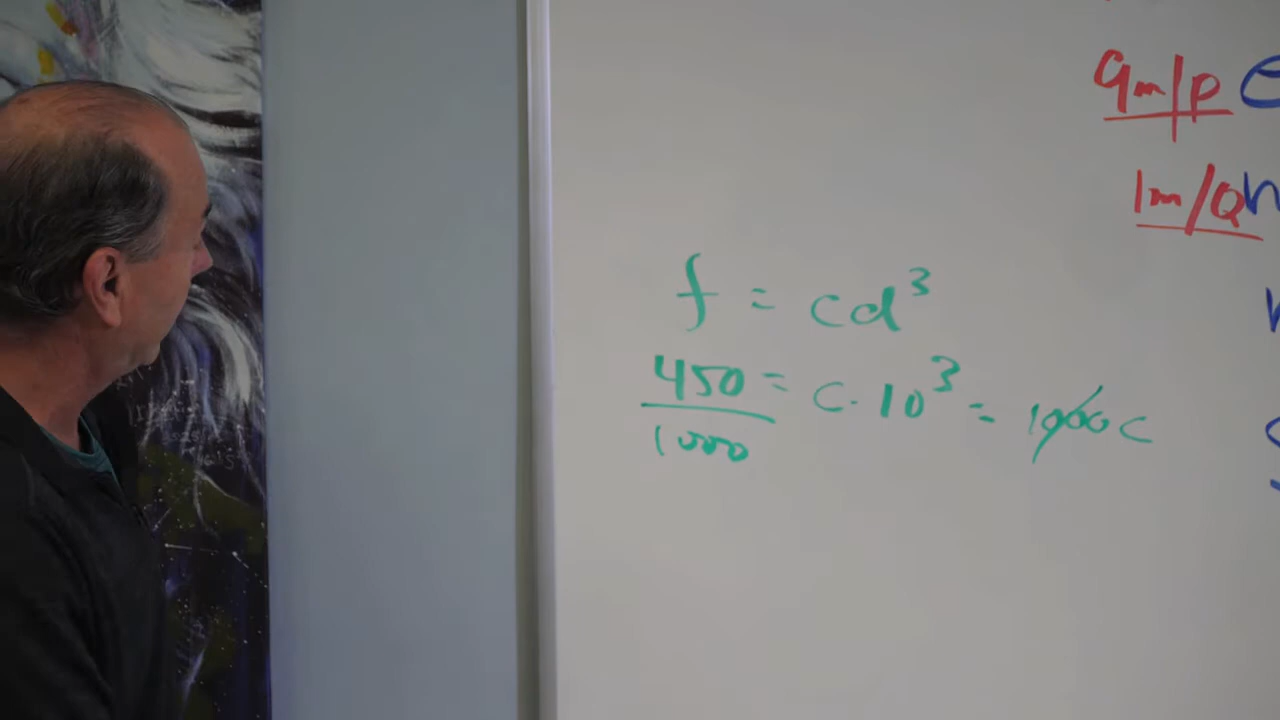 9m/p
1m/Q
f = cd³
450 = c · 10³ = 1000c
1000